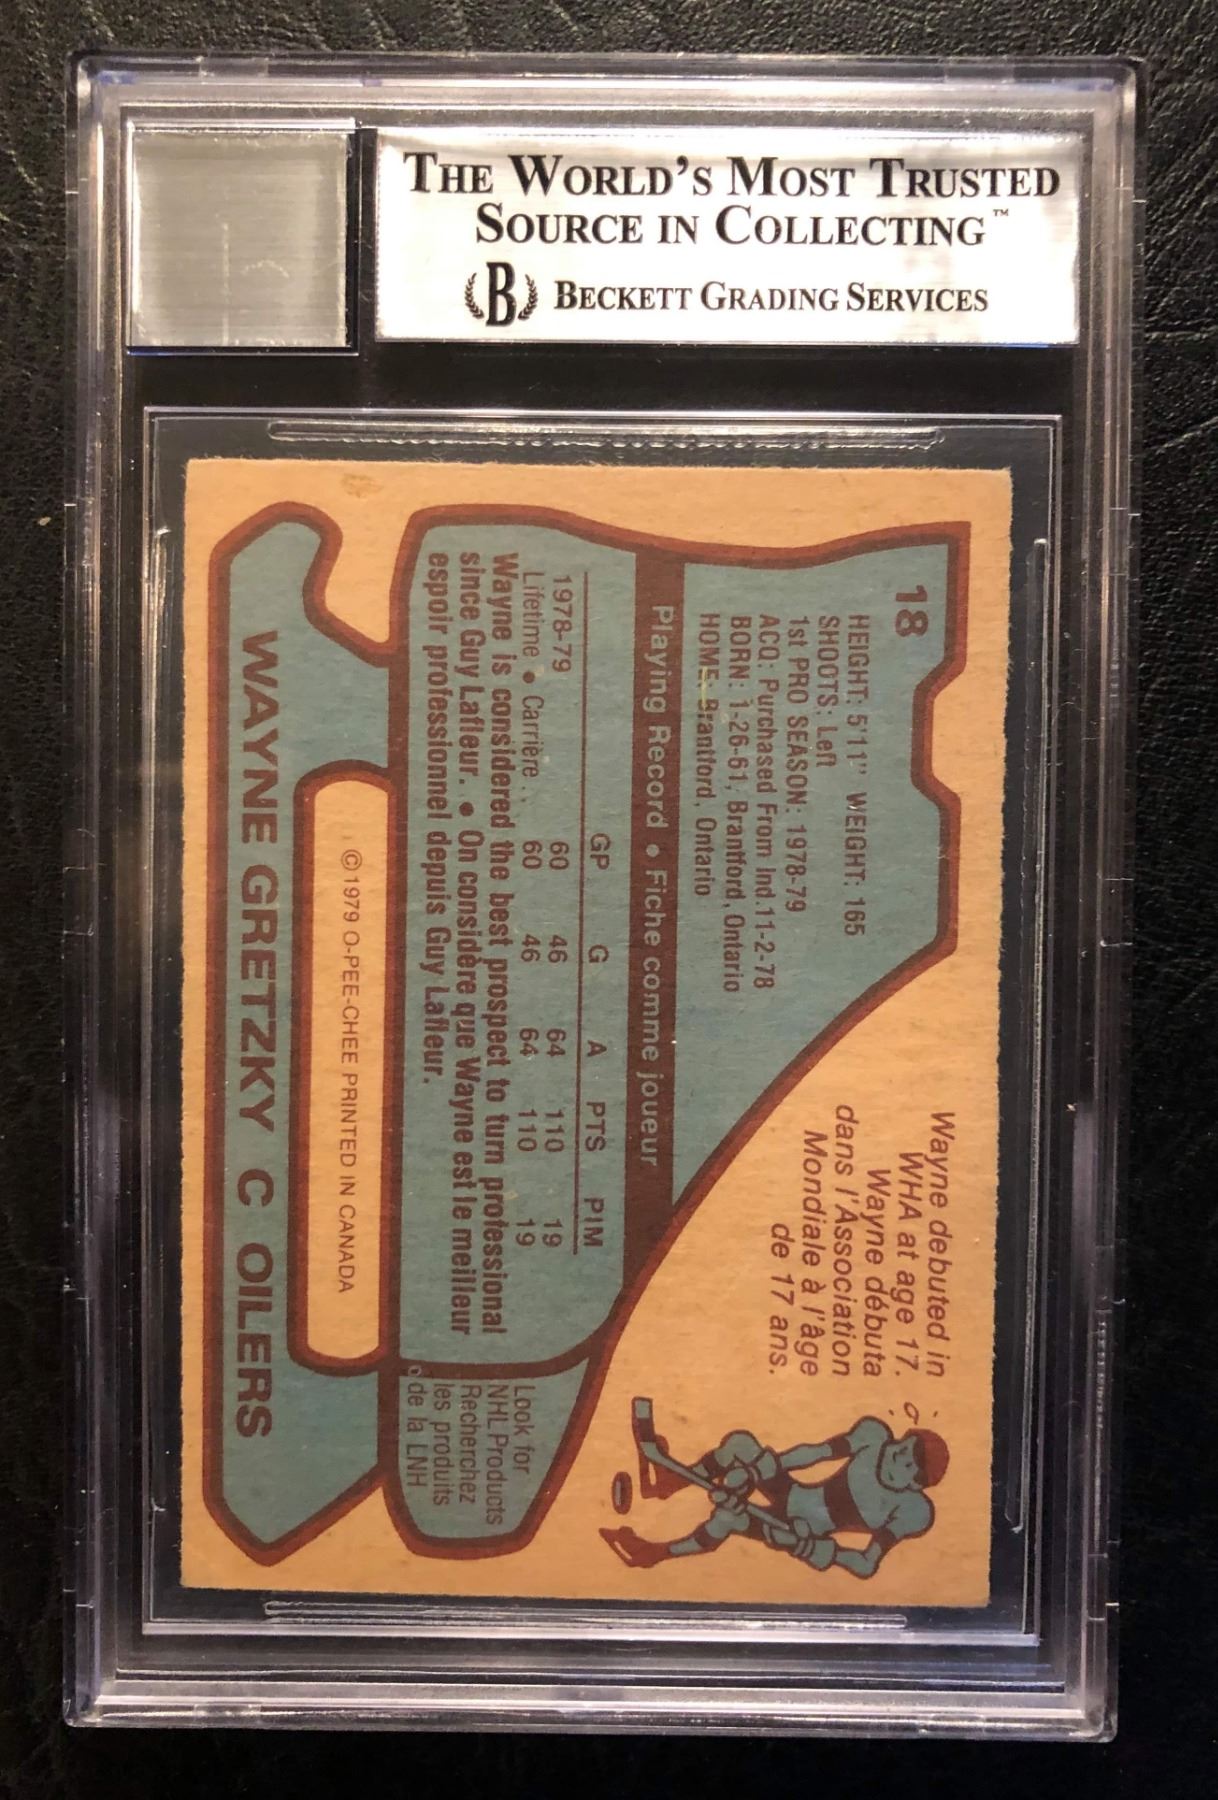 THE WORLD'S MOST TRUSTED
SOURCE IN COLLECTING™
B BECKETT GRADING SERVICES
18
HEIGHT: 5'11" WEIGHT: 165
SHOOTS: Left
1st PRO SEASON: 1978-79
ACQ: Purchased From Ind.11-2-78
BORN: 1-26-61, Brantford, Ontario
HOME: Brantford, Ontario
Wayne debuted in
WHA at age 17.
Wayne débuta
dans l'Association
Mondiale à l'âge
de 17 ans.
Playing Record • Fiche comme joueur
GP G A PTS PIM
1978-79 60 46 64 110 19
Lifetime • Carrière 60 46 64 110 19
Wayne is considered the best prospect to turn professional
since Guy Lafleur. • On considère que Wayne est le meilleur
espoir professionnel depuis Guy Lafleur.
Look for
NHL Products
Recherchez
les produits
de la LNH
©1979 O-PEE-CHEE PRINTED IN CANADA
WAYNE GRETZKY C OILERS